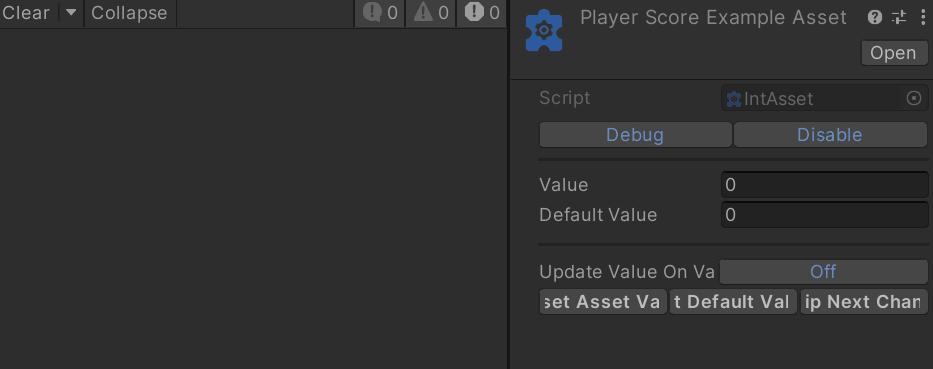 Clear Collapse 0 0 0
Player Score Example Asset
Open
Script IntAsset
Debug Disable
Value 0
Default Value 0
Update Value On Va Off
set Asset Va t Default Val ip Next Chan